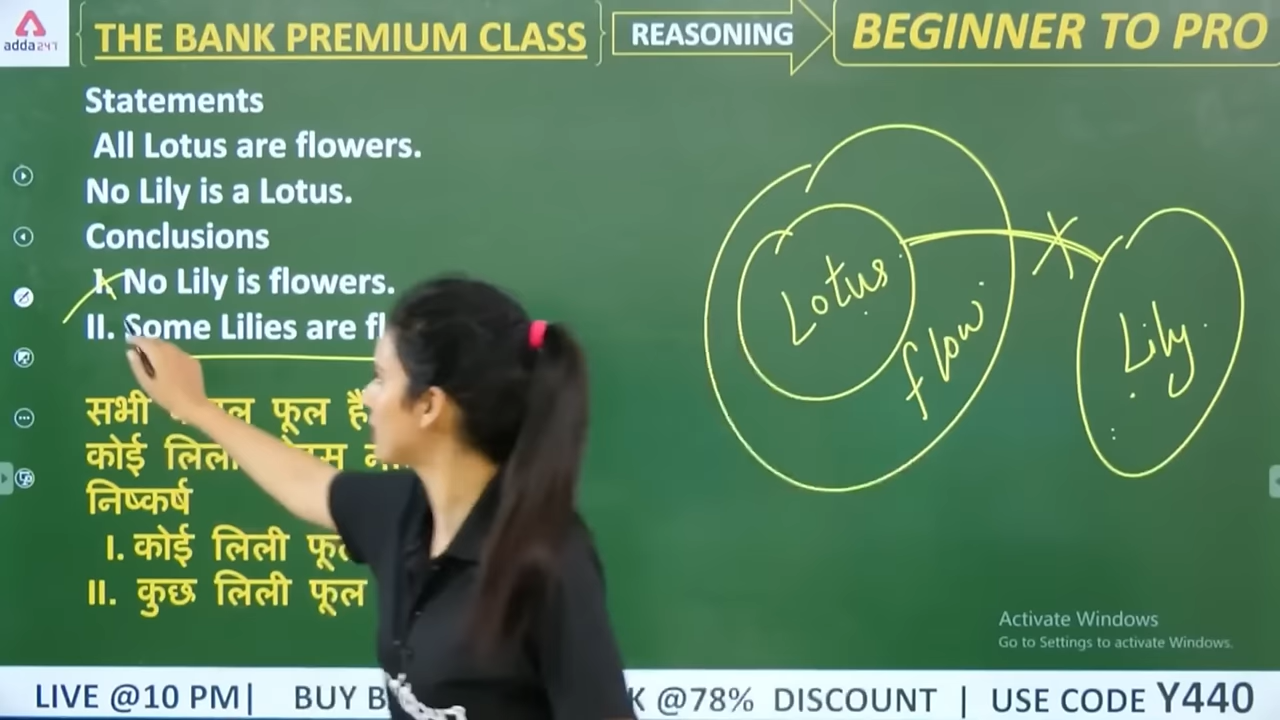 adda247
THE BANK PREMIUM CLASS
REASONING
BEGINNER TO PRO
Statements
All Lotus are flowers.
No Lily is a Lotus.
Conclusions
I. No Lily is flowers.
II. Some Lilies are fl
सभी फूल हैं
कोई
निष्कर्ष
I. कोई लिली
II. कुछ लिली फूल
Lotus
flow
Lily
Activate Windows
Go to Settings to activate Windows.
LIVE @10 PM| BUY B K @78% DISCOUNT | USE CODE Y440